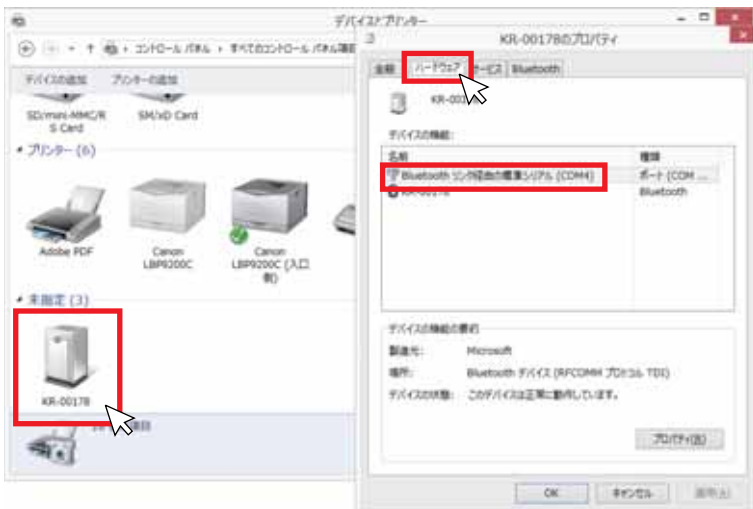 デバイスとプリンター
コントロール パネル
すべてのコントロール パネル項目
デバイスの追加
プリンターの追加
SD/mini-MMC/R
S Card
SM/xD Card
プリンター (6)
Adobe PDF
Canon
LBP9200C
Canon
LBP9200C (入口
側)
未指定 (3)
KR-00178
KR-00178のプロパティ
全般
ハードウェア
サービス
Bluetooth
デバイスの機能:
名前
種類
Bluetooth リンク経由の標準シリアル (COM4)
ポート (COM ...
KR-00178
Bluetooth
デバイスの機能の要約
製造元:
Microsoft
場所:
Bluetooth デバイス (RFCOMM プロトコル TDI)
デバイスの状態:
このデバイスは正常に動作しています。
プロパティ(R)
OK
キャンセル
適用(A)